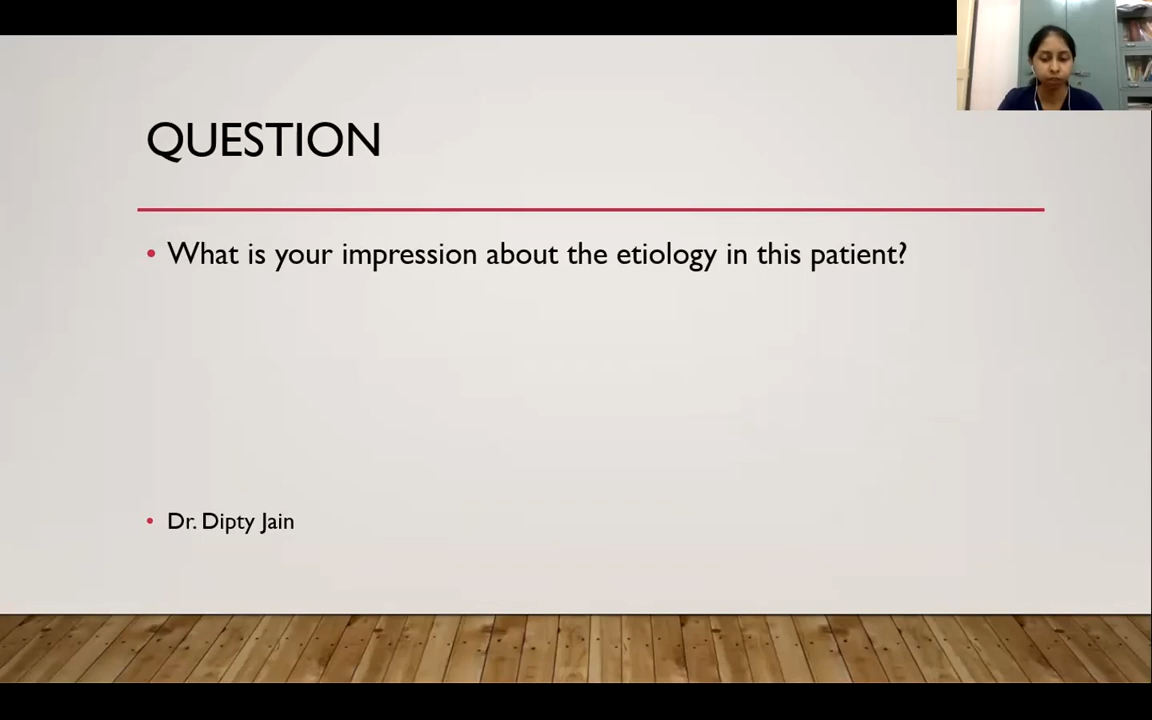 QUESTION
• What is your impression about the etiology in this patient?
• Dr. Dipty Jain